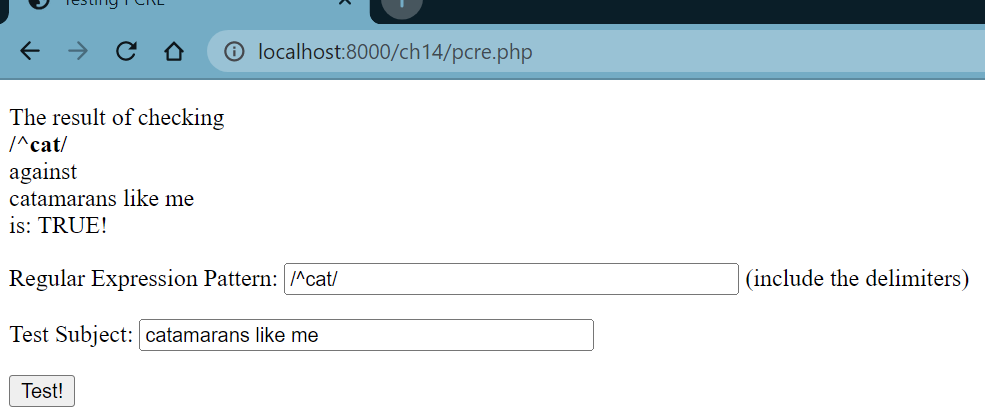 Testing PCRE
localhost:8000/ch14/pcre.php
The result of checking
/^cat/
against
catamarans like me
is: TRUE!
Regular Expression Pattern: /^cat/ (include the delimiters)
Test Subject: catamarans like me
Test!